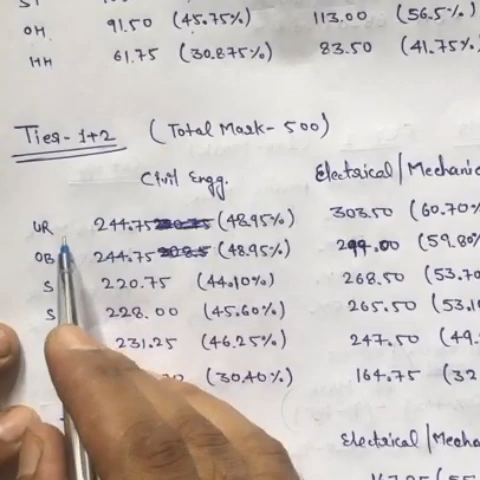 OH 91.50 (45.75%) 113.00 (56.5%)
HH 61.75 (30.875%) 83.50 (41.75%)
Tier-1+2 (Total Mark-500)
Civil Engg. Electrical/Mechanic
UR 244.75 (48.95%) 303.50 (60.70%
OB 244.75 (48.95%) 299.00 (59.80%
S 220.75 (44.10%) 268.50 (53.70
S 228.00 (45.60%) 265.50 (53.10
231.25 (46.25%) 247.50 (49.
(30.40%) 164.75 (32
Electrical/Mecha